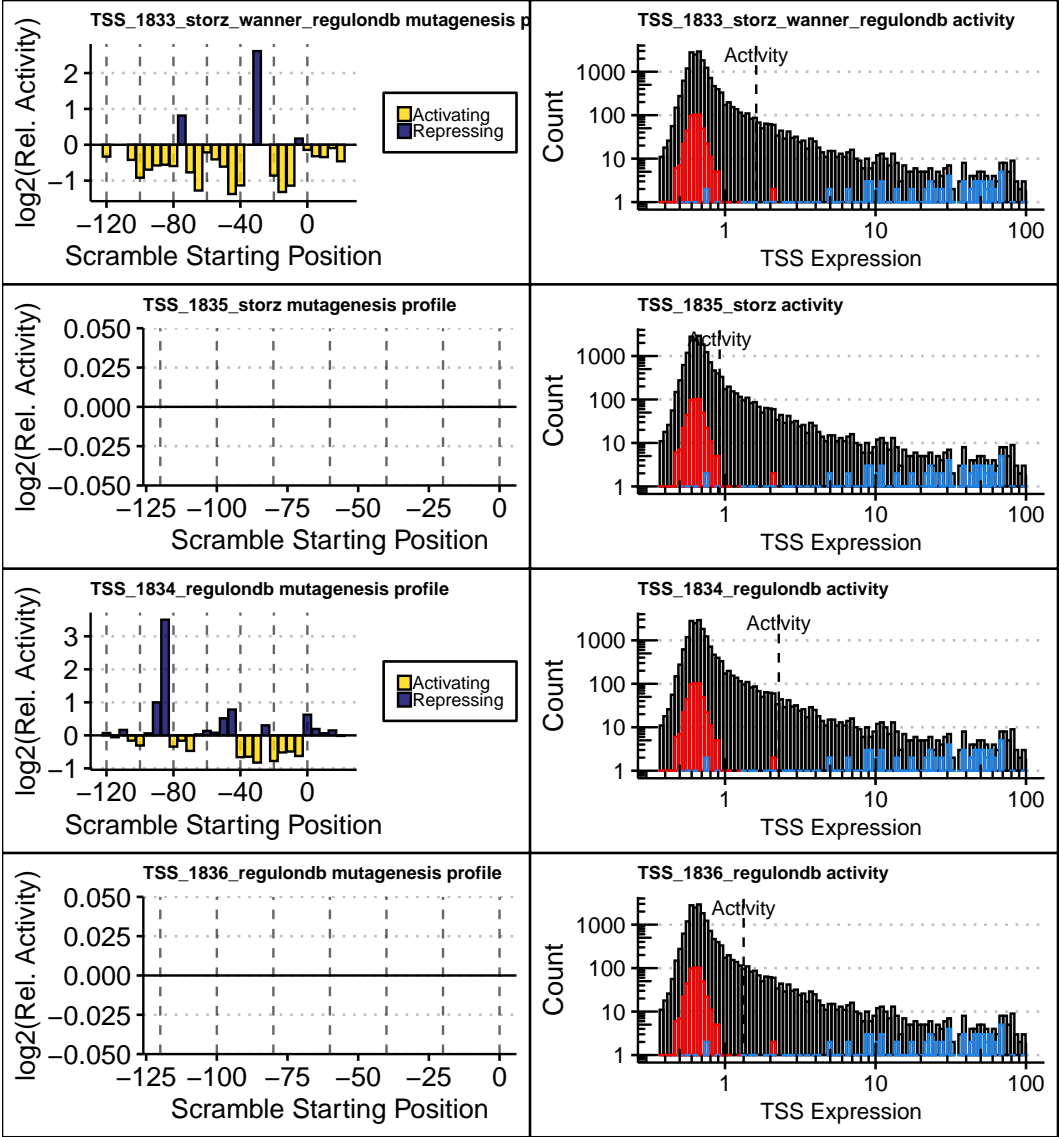 TSS_1833_storz_wanner_regulondb mutagenesis p
log2(Rel. Activity)
2
1
0
−1
−120
−80
−40
0
Scramble Starting Position
Activating
Repressing
TSS_1833_storz_wanner_regulondb activity
Activity
Count
1000
100
10
1
1
10
100
TSS Expression
TSS_1835_storz mutagenesis profile
log2(Rel. Activity)
0.050
0.025
0.000
−0.025
−0.050
−125
−100
−75
−50
−25
0
Scramble Starting Position
TSS_1835_storz activity
Activity
Count
1000
100
10
1
1
10
100
TSS Expression
TSS_1834_regulondb mutagenesis profile
log2(Rel. Activity)
3
2
1
0
−1
−120
−80
−40
0
Scramble Starting Position
Activating
Repressing
TSS_1834_regulondb activity
Activity
Count
1000
100
10
1
1
10
100
TSS Expression
TSS_1836_regulondb mutagenesis profile
log2(Rel. Activity)
0.050
0.025
0.000
−0.025
−0.050
−125
−100
−75
−50
−25
0
Scramble Starting Position
TSS_1836_regulondb activity
Activity
Count
1000
100
10
1
1
10
100
TSS Expression